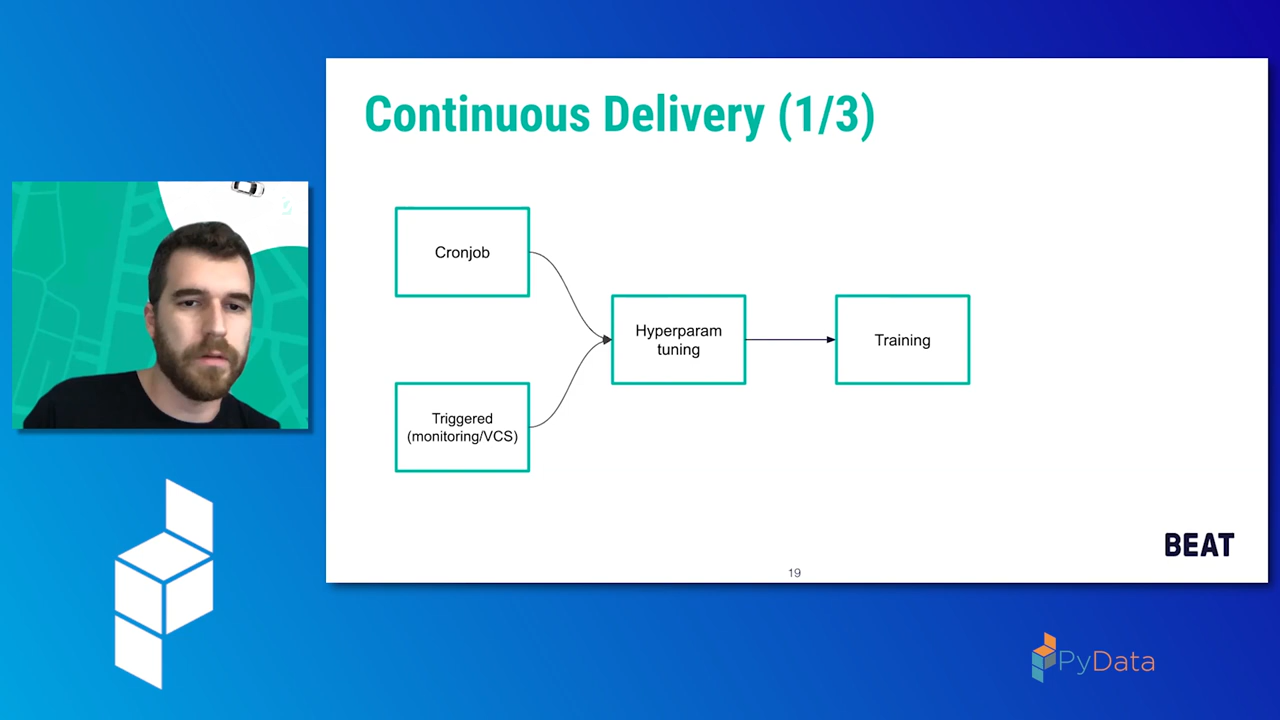 Continuous Delivery (1/3)
Cronjob
Hyperparam
tuning
Training
Triggered
(monitoring/VCS)
BEAT
19
PyData